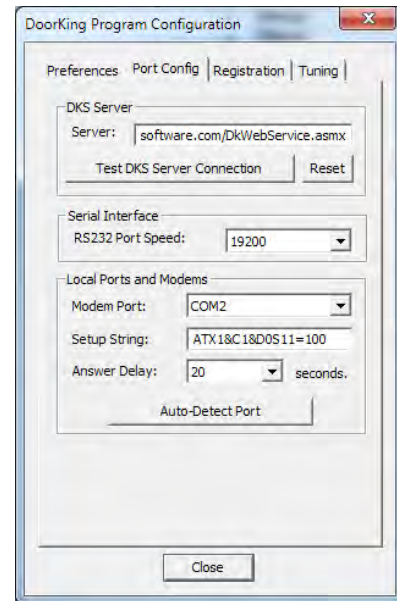 DoorKing Program Configuration
Preferences Port Config Registration Tuning
DKS Server
Server: software.com/DkWebService.asmx
Test DKS Server Connection Reset
Serial Interface
RS232 Port Speed: 19200
Local Ports and Modems
Modem Port: COM2
Setup String: ATX1&C1&D0S11=100
Answer Delay: 20 seconds.
Auto-Detect Port
Close